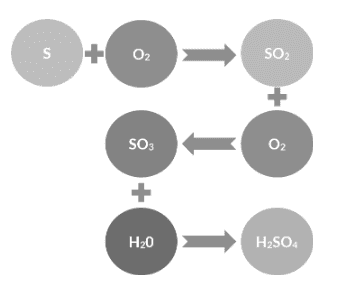 S O₂ SO₂
SO₃ O₂
H₂0 H₂SO₄